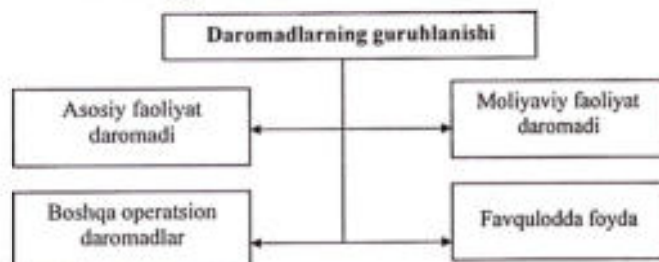 Daromadlarning guruhlanishi
Asosiy faoliyat
daromadi
Moliyaviy faoliyat
daromadi
Boshqa operatsion
daromadlar
Favqulodda foyda